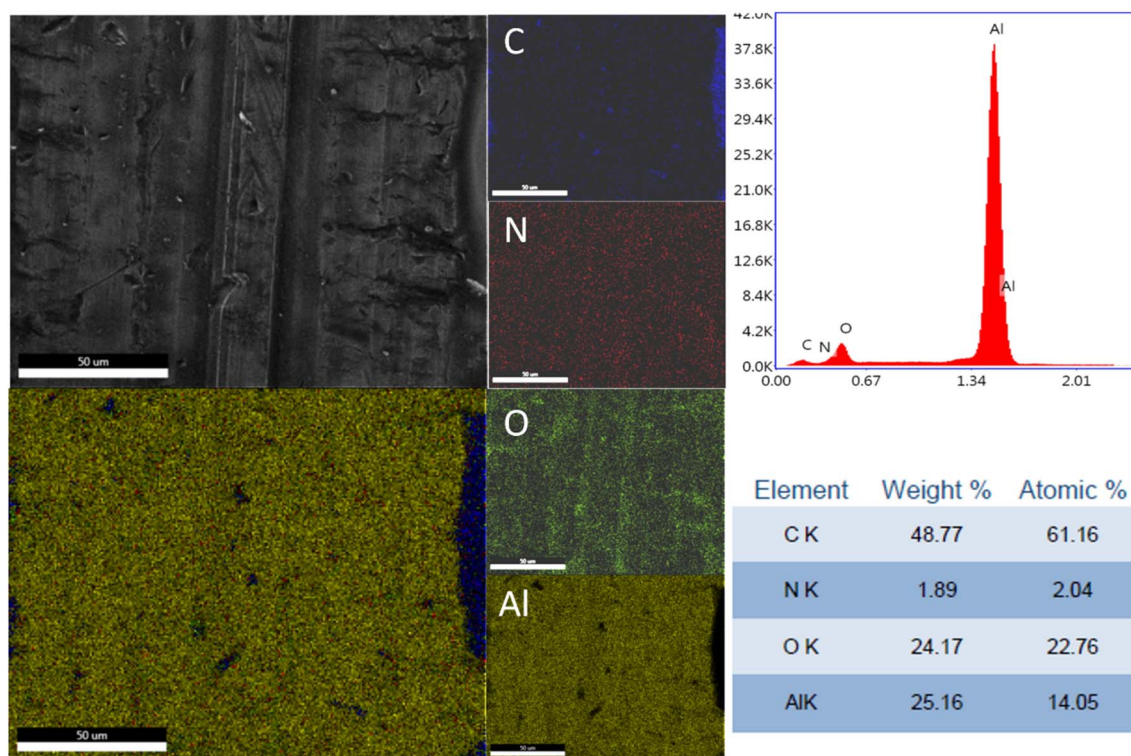 50 um
50 um
C
50 um
N
50 um
O
50 um
Al
50 um
42.0K
37.8K
33.6K
29.4K
25.2K
21.0K
16.8K
12.6K
8.4K
4.2K
0.0K
Al
Al
C
N
O
0.00 0.67 1.34 2.01
Element Weight % Atomic %
C K 48.77 61.16
N K 1.89 2.04
O K 24.17 22.76
AlK 25.16 14.05